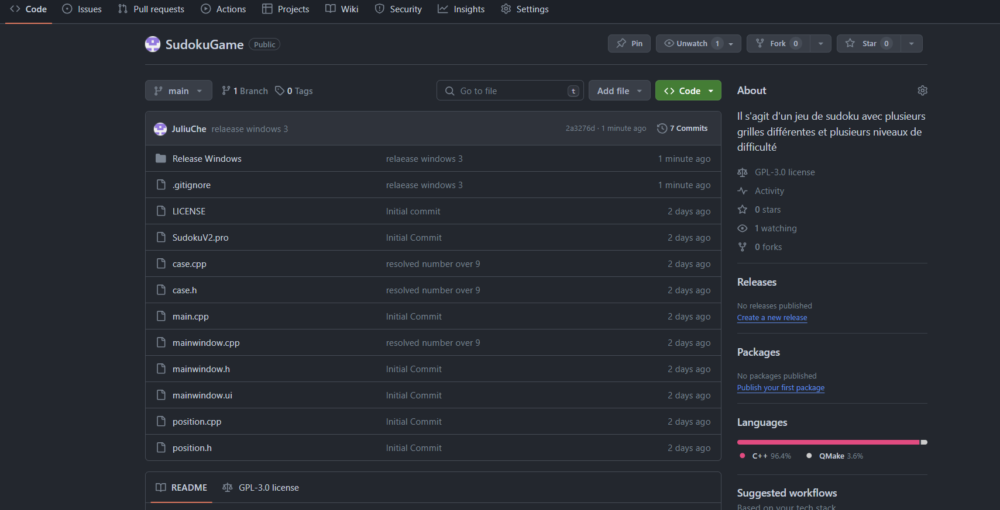 Code Issues Pull requests Actions Projects Wiki Security Insights Settings
SudokuGame Public Pin Unwatch 1 Fork 0 Star 0
main 1 Branch 0 Tags Go to file t Add file Code
JuliuChe relaease windows 3 2a3276d · 1 minute ago 7 Commits
Release Windows relaease windows 3 1 minute ago
.gitignore relaease windows 3 1 minute ago
LICENSE Initial commit 2 days ago
SudokuV2.pro Initial Commit 2 days ago
case.cpp resolved number over 9 2 days ago
case.h resolved number over 9 2 days ago
main.cpp Initial Commit 2 days ago
mainwindow.cpp resolved number over 9 2 days ago
mainwindow.h Initial Commit 2 days ago
mainwindow.ui Initial Commit 2 days ago
position.cpp Initial Commit 2 days ago
position.h Initial Commit 2 days ago
README GPL-3.0 license
About
Il s'agit d'un jeu de sudoku avec plusieurs
grilles différentes et plusieurs niveaux de
difficulté
GPL-3.0 license
Activity
0 stars
1 watching
0 forks
Releases
No releases published
Create a new release
Packages
No packages published
Publish your first package
Languages
C++ 96.4% QMake 3.6%
Suggested workflows
Based on your tech stack